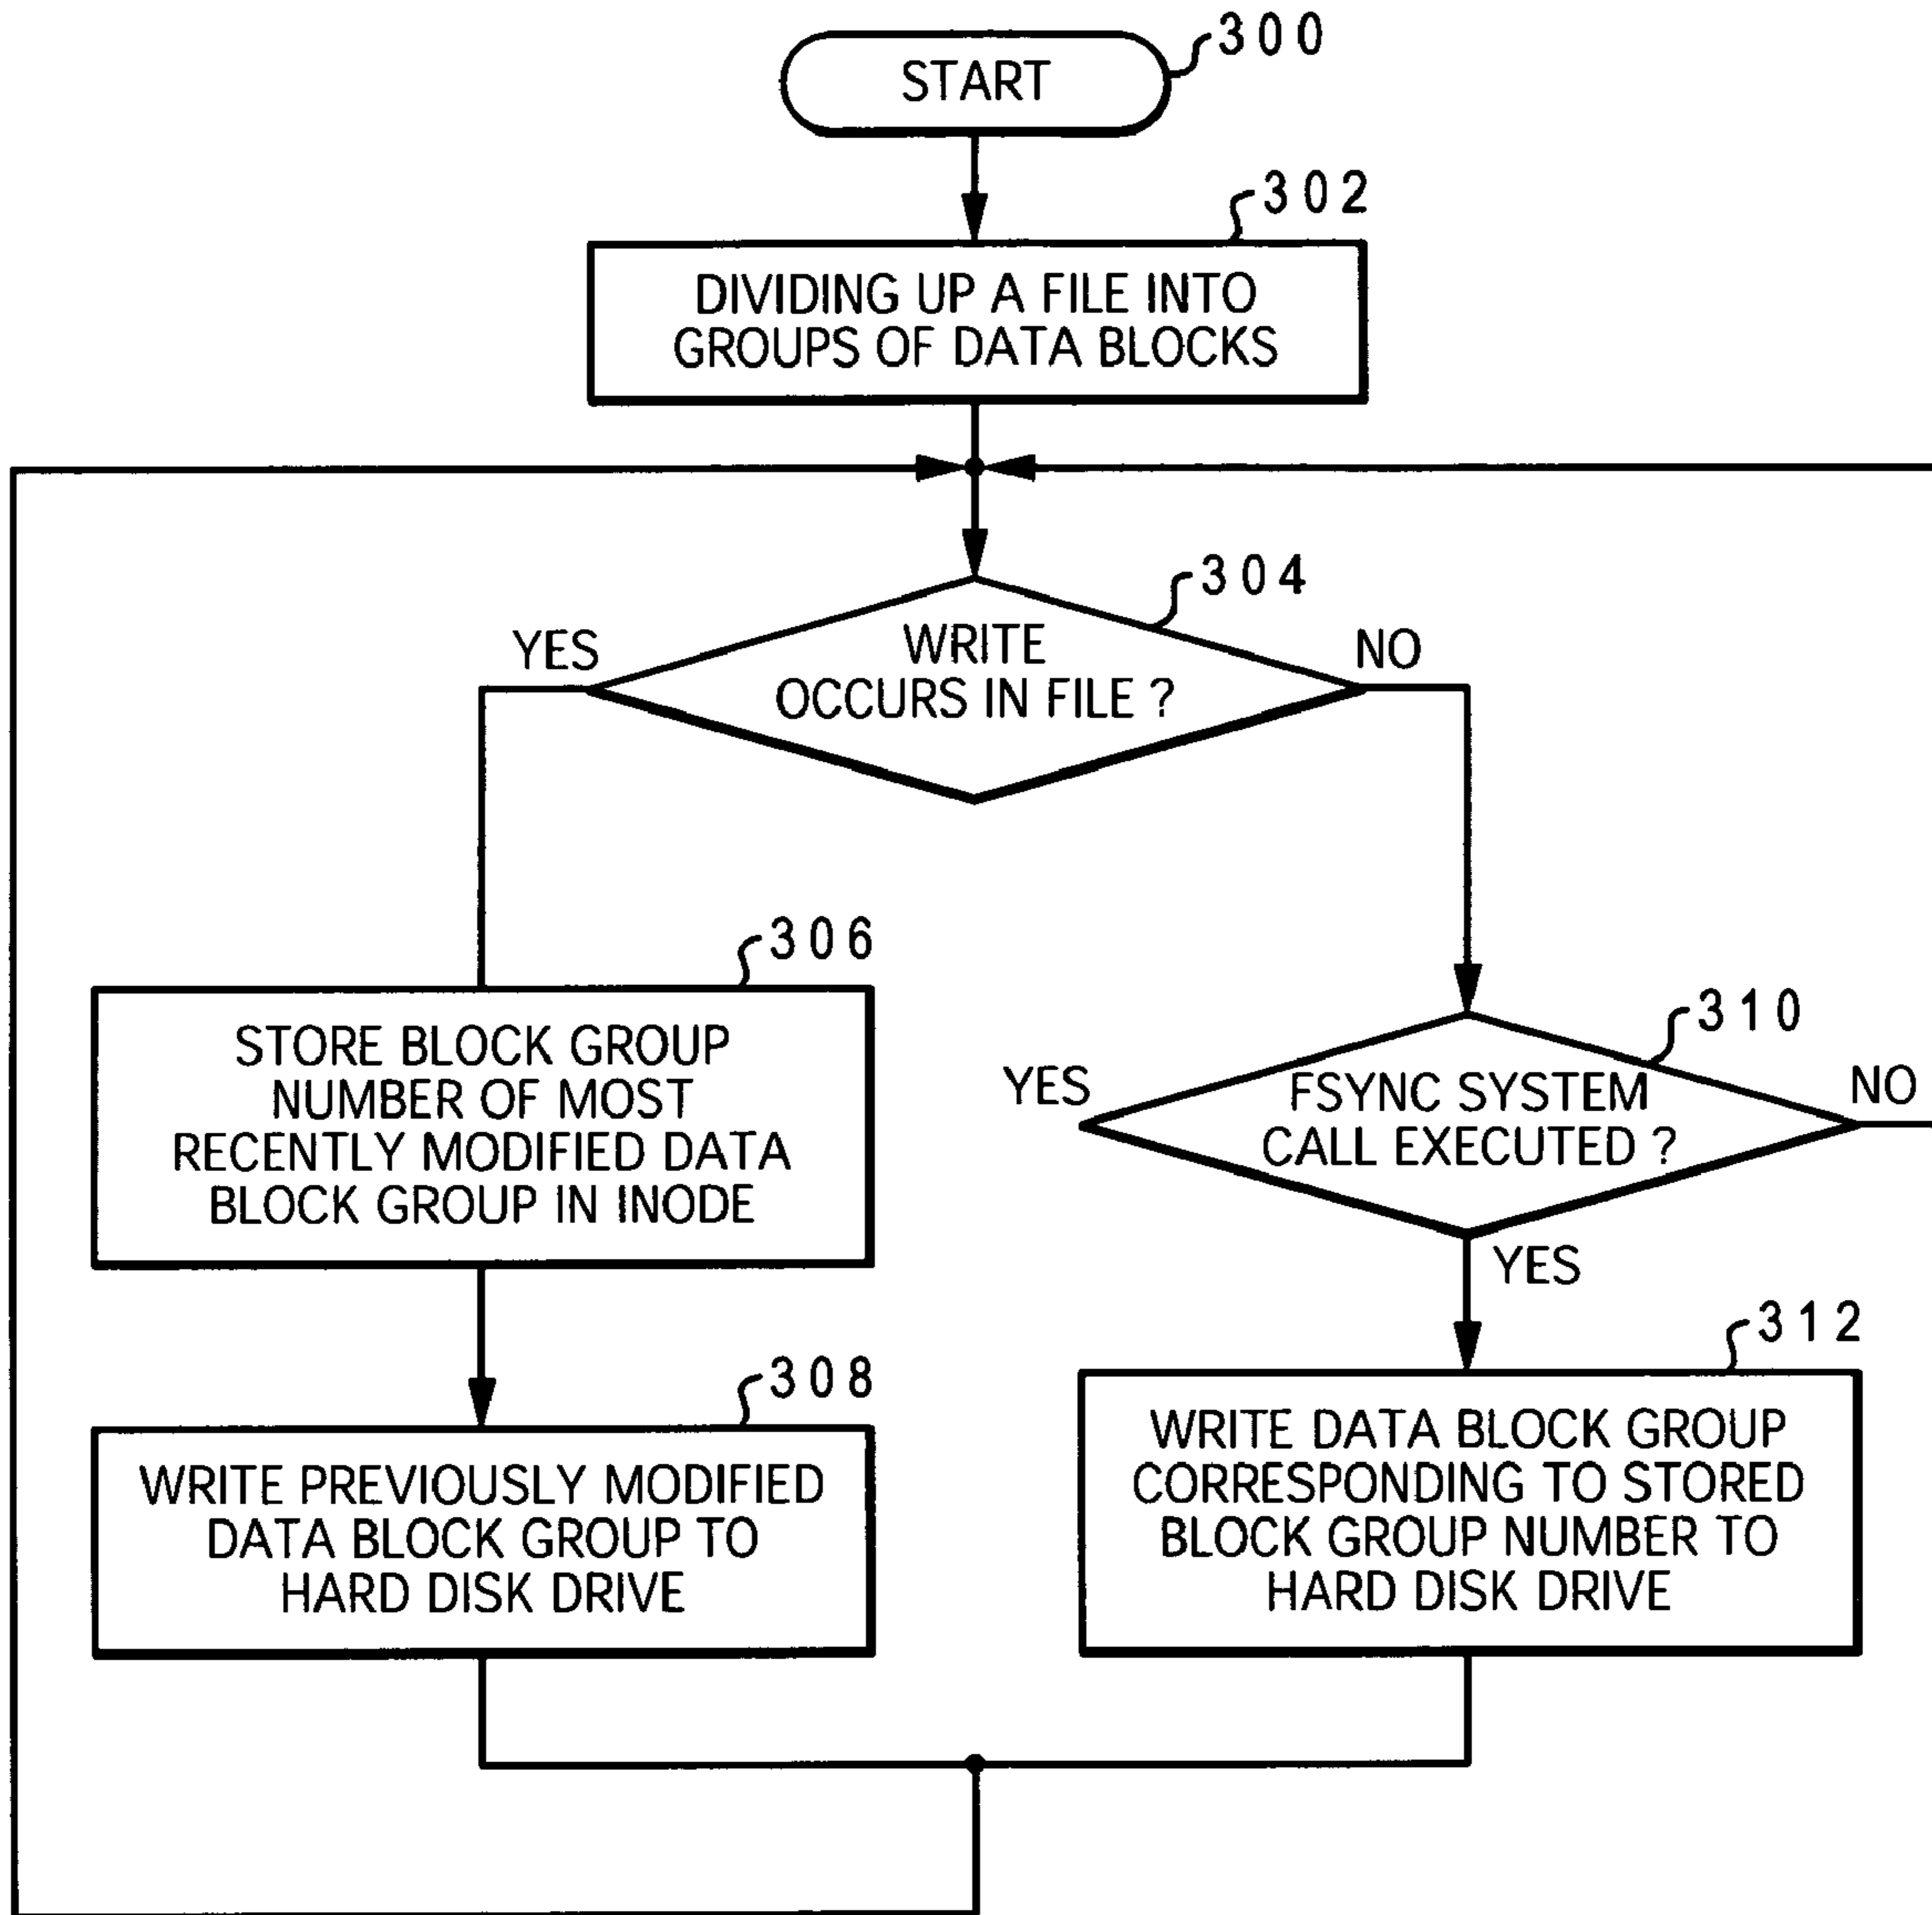 300
START
302
DIVIDING UP A FILE INTO
GROUPS OF DATA BLOCKS
304
YES
WRITE
OCCURS IN FILE ?
NO
306
STORE BLOCK GROUP
NUMBER OF MOST
RECENTLY MODIFIED DATA
BLOCK GROUP IN INODE
310
YES
FSYNC SYSTEM
CALL EXECUTED ?
NO
YES
308
WRITE PREVIOUSLY MODIFIED
DATA BLOCK GROUP TO
HARD DISK DRIVE
312
WRITE DATA BLOCK GROUP
CORRESPONDING TO STORED
BLOCK GROUP NUMBER TO
HARD DISK DRIVE